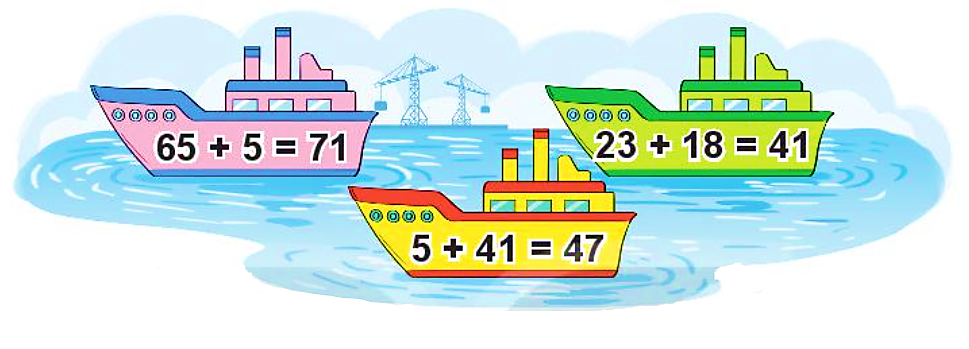 65 + 5 = 71
23 + 18 = 41
5 + 41 = 47